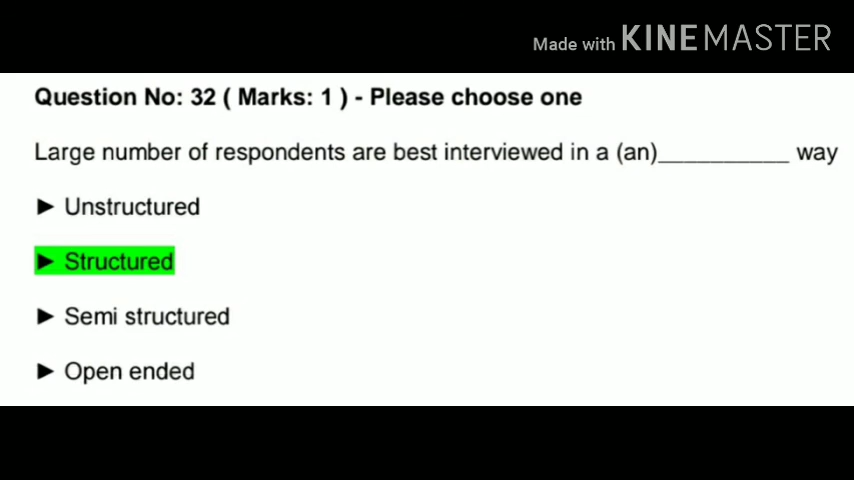 Made with KINEMASTER
Question No: 32 ( Marks: 1 ) - Please choose one
Large number of respondents are best interviewed in a (an)__________ way
► Unstructured
► Structured
► Semi structured
► Open ended